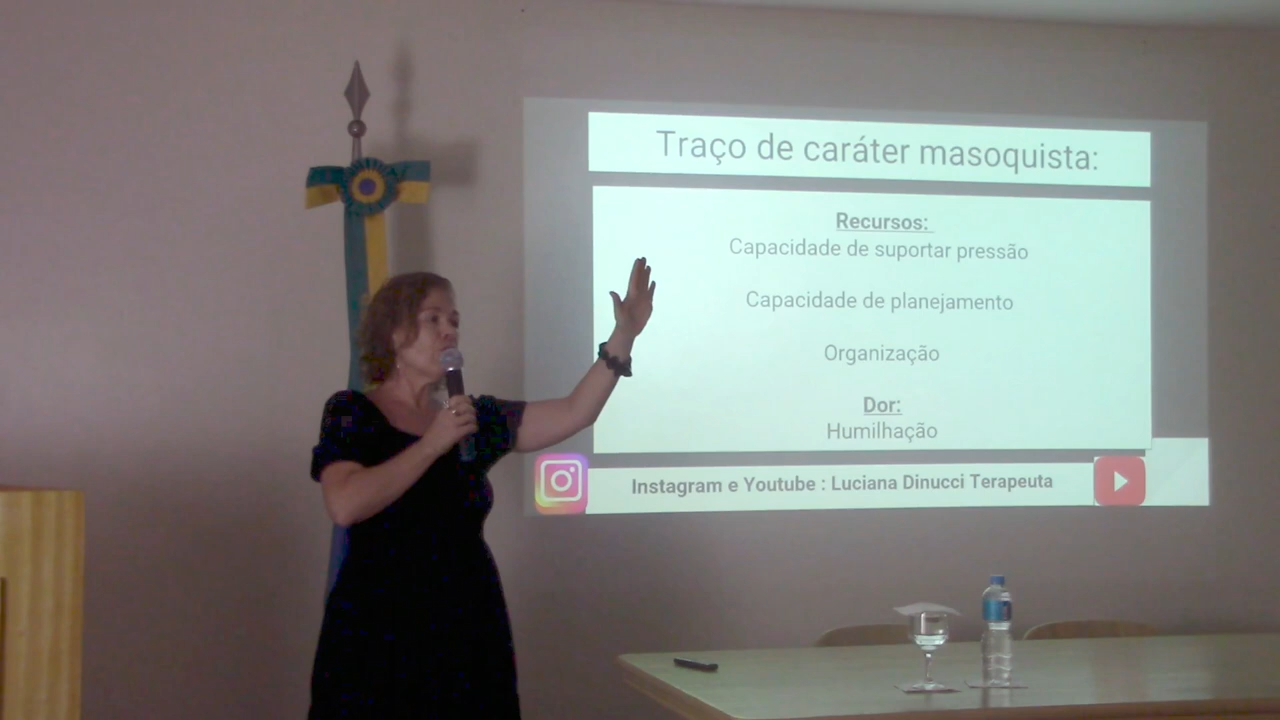 Traço de caráter masoquista:
Recursos:
Capacidade de suportar pressão
Capacidade de planejamento
Organização
Dor:
Humilhação
Instagram e Youtube : Luciana Dinucci Terapeuta